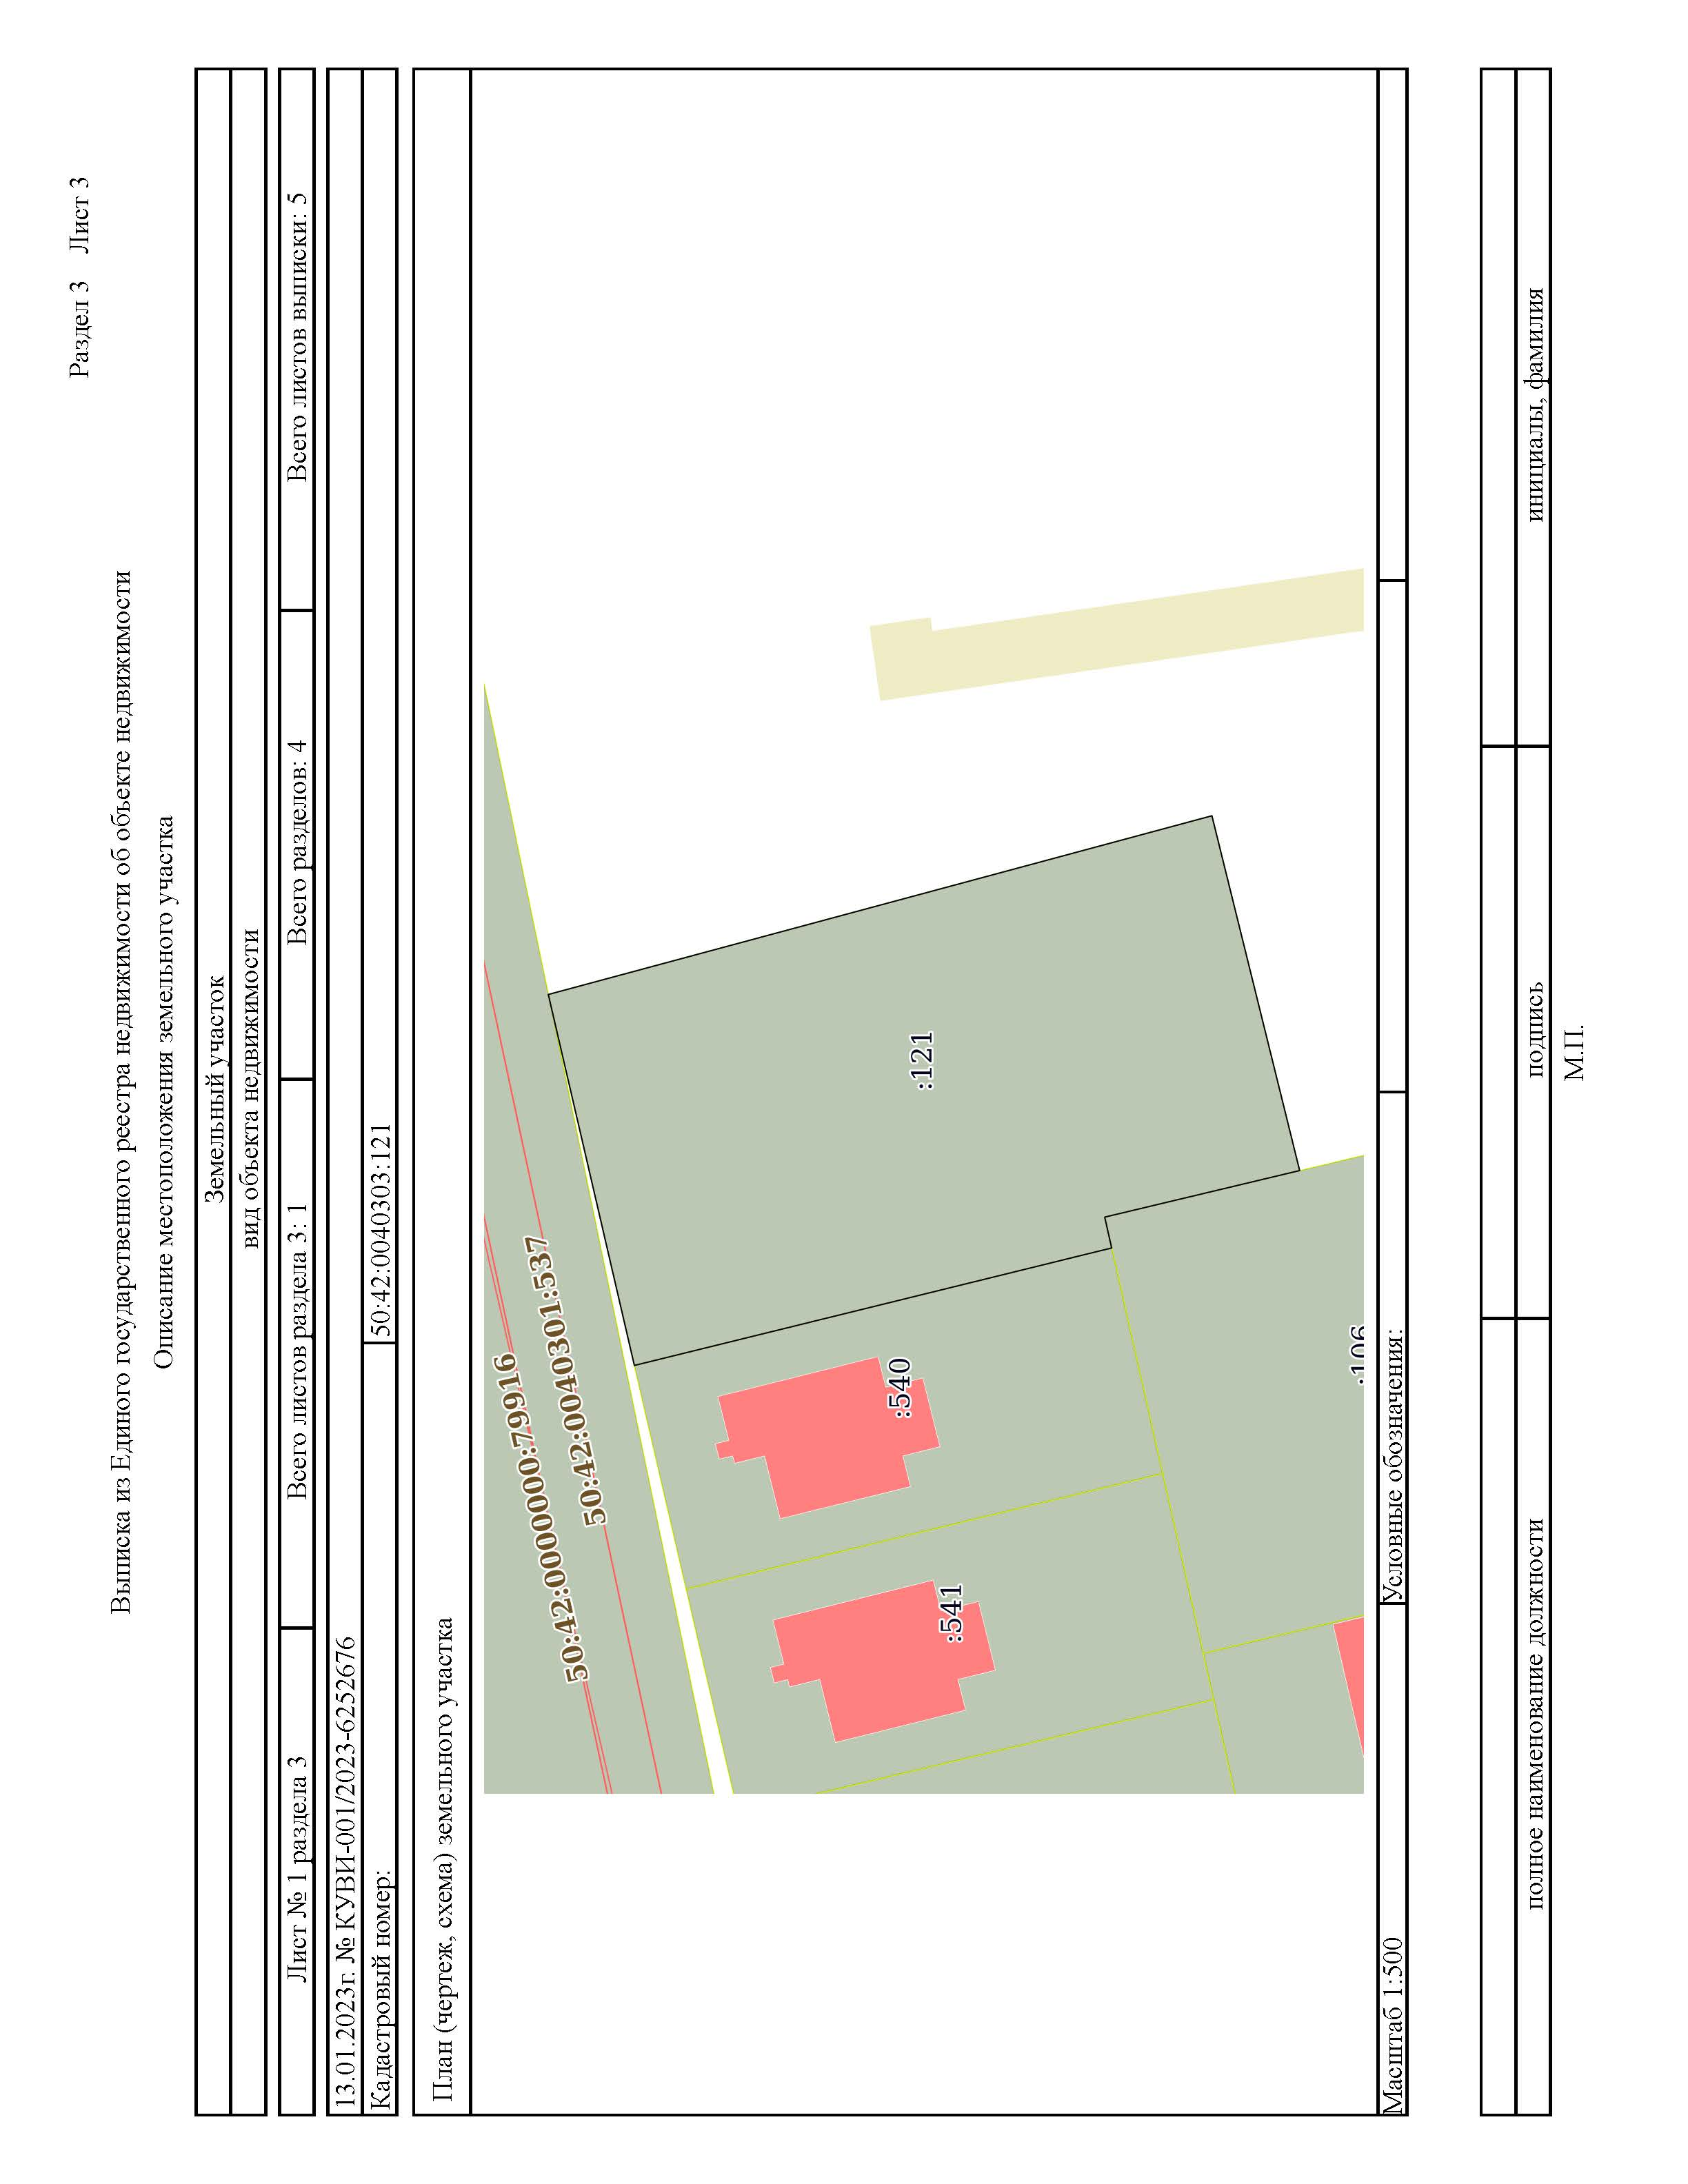 Раздел 3 Лист 3
Выписка из Единого государственного реестра недвижимости об объекте недвижимости
Описание местоположения земельного участка
Земельный участок
вид объекта недвижимости
Лист № 1 раздела 3 Всего листов раздела 3: 1 Всего разделов: 4 Всего листов выписки: 5
13.01.2023г. № КУВИ-001/2023-6252676
Кадастровый номер: 50:42:0040303:121
План (чертеж, схема) земельного участка
50:42:0000000:79916
50:42:0040301:537
:540
:121
:541
:106
Масштаб 1:500 Условные обозначения:
полное наименование должности подпись инициалы, фамилия
М.П.